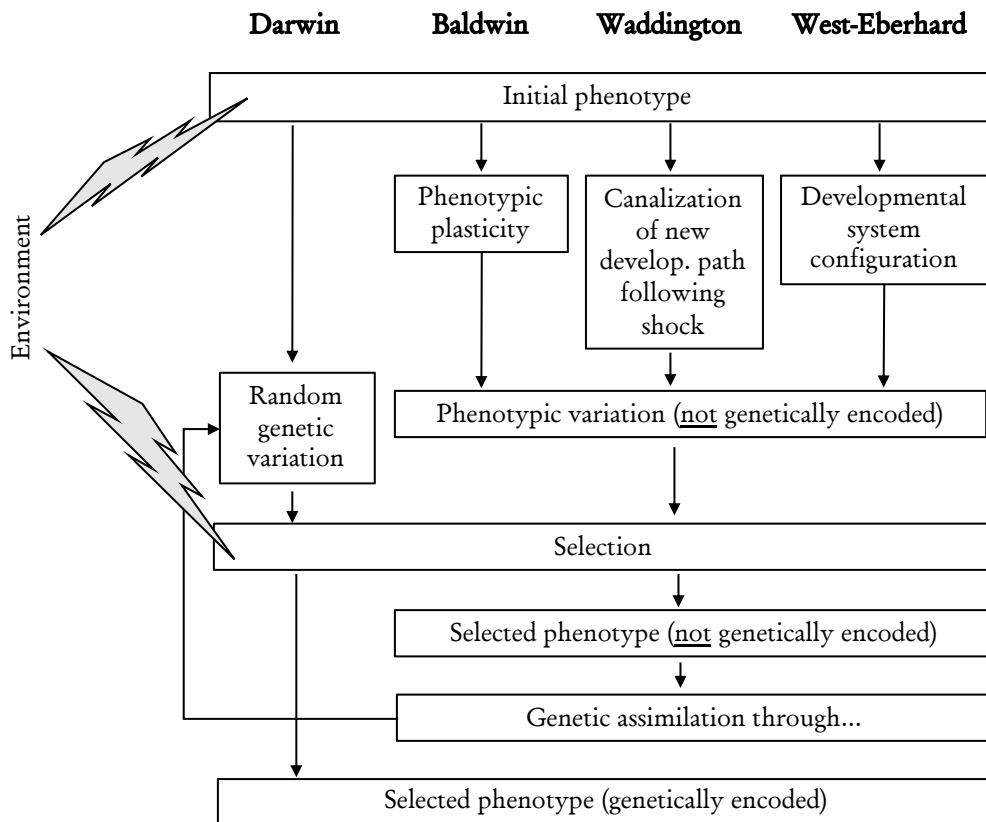 Darwin Baldwin Waddington West-Eberhard
Initial phenotype
Environment
Phenotypic
plasticity
Canalization
of new
develop. path
following
shock
Developmental
system
configuration
Random
genetic
variation
Phenotypic variation (not genetically encoded)
Selection
Selected phenotype (not genetically encoded)
Genetic assimilation through...
Selected phenotype (genetically encoded)